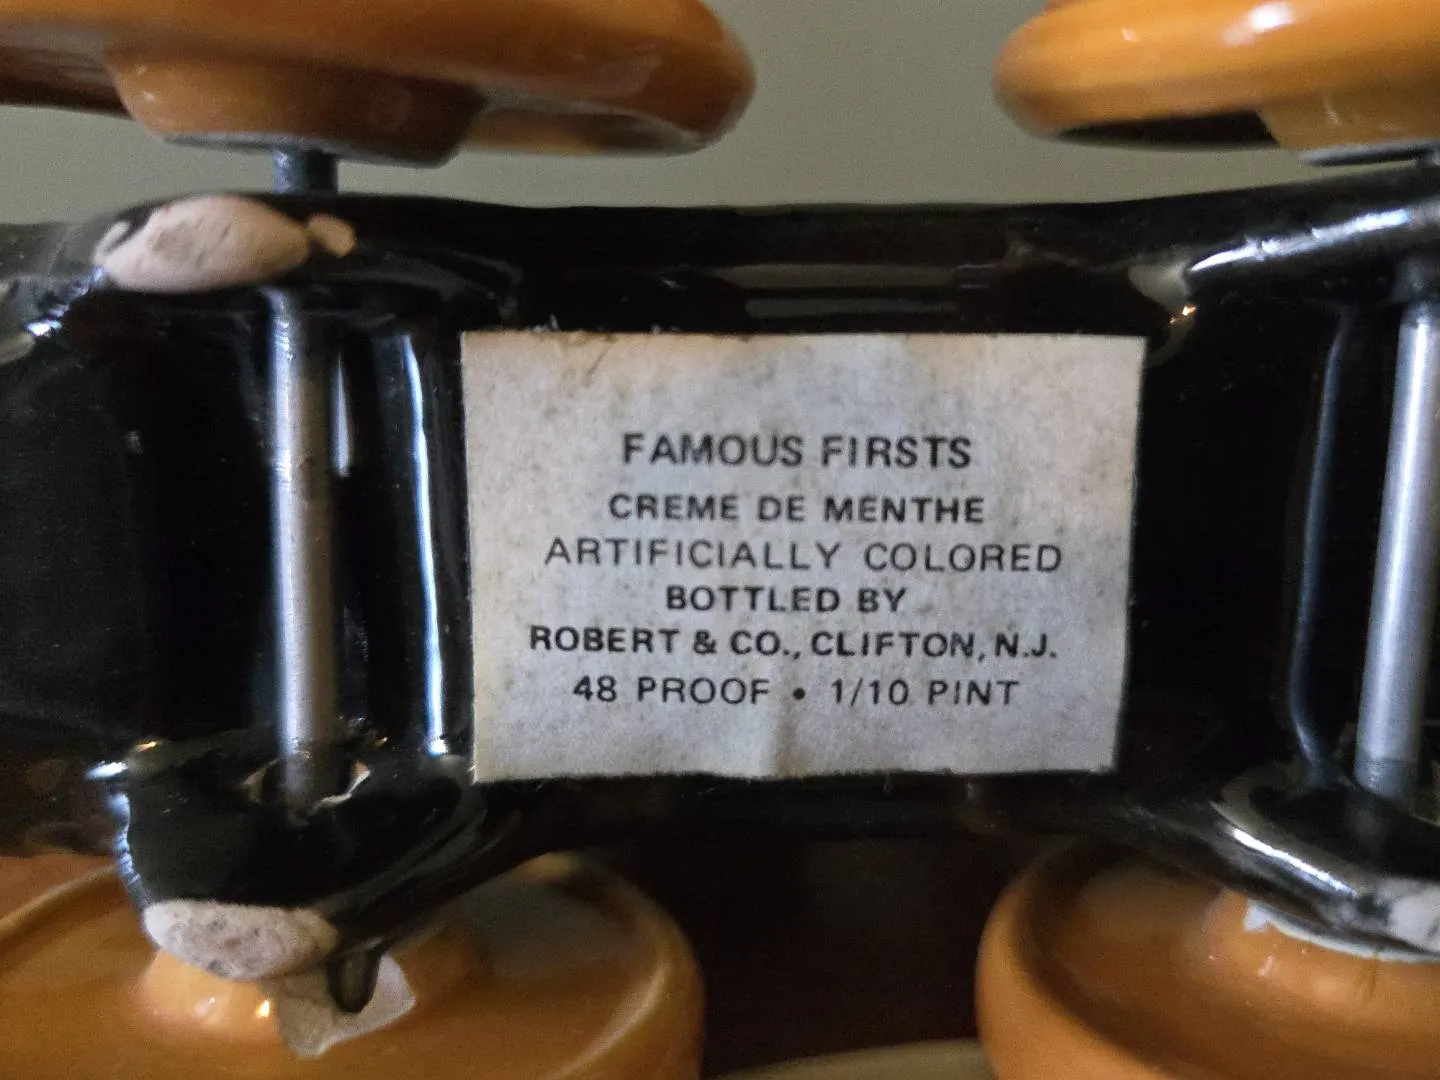 FAMOUS FIRSTS
CREME DE MENTHE
ARTIFICIALLY COLORED
BOTTLED BY
ROBERT & CO., CLIFTON, N.J.
48 PROOF • 1/10 PINT